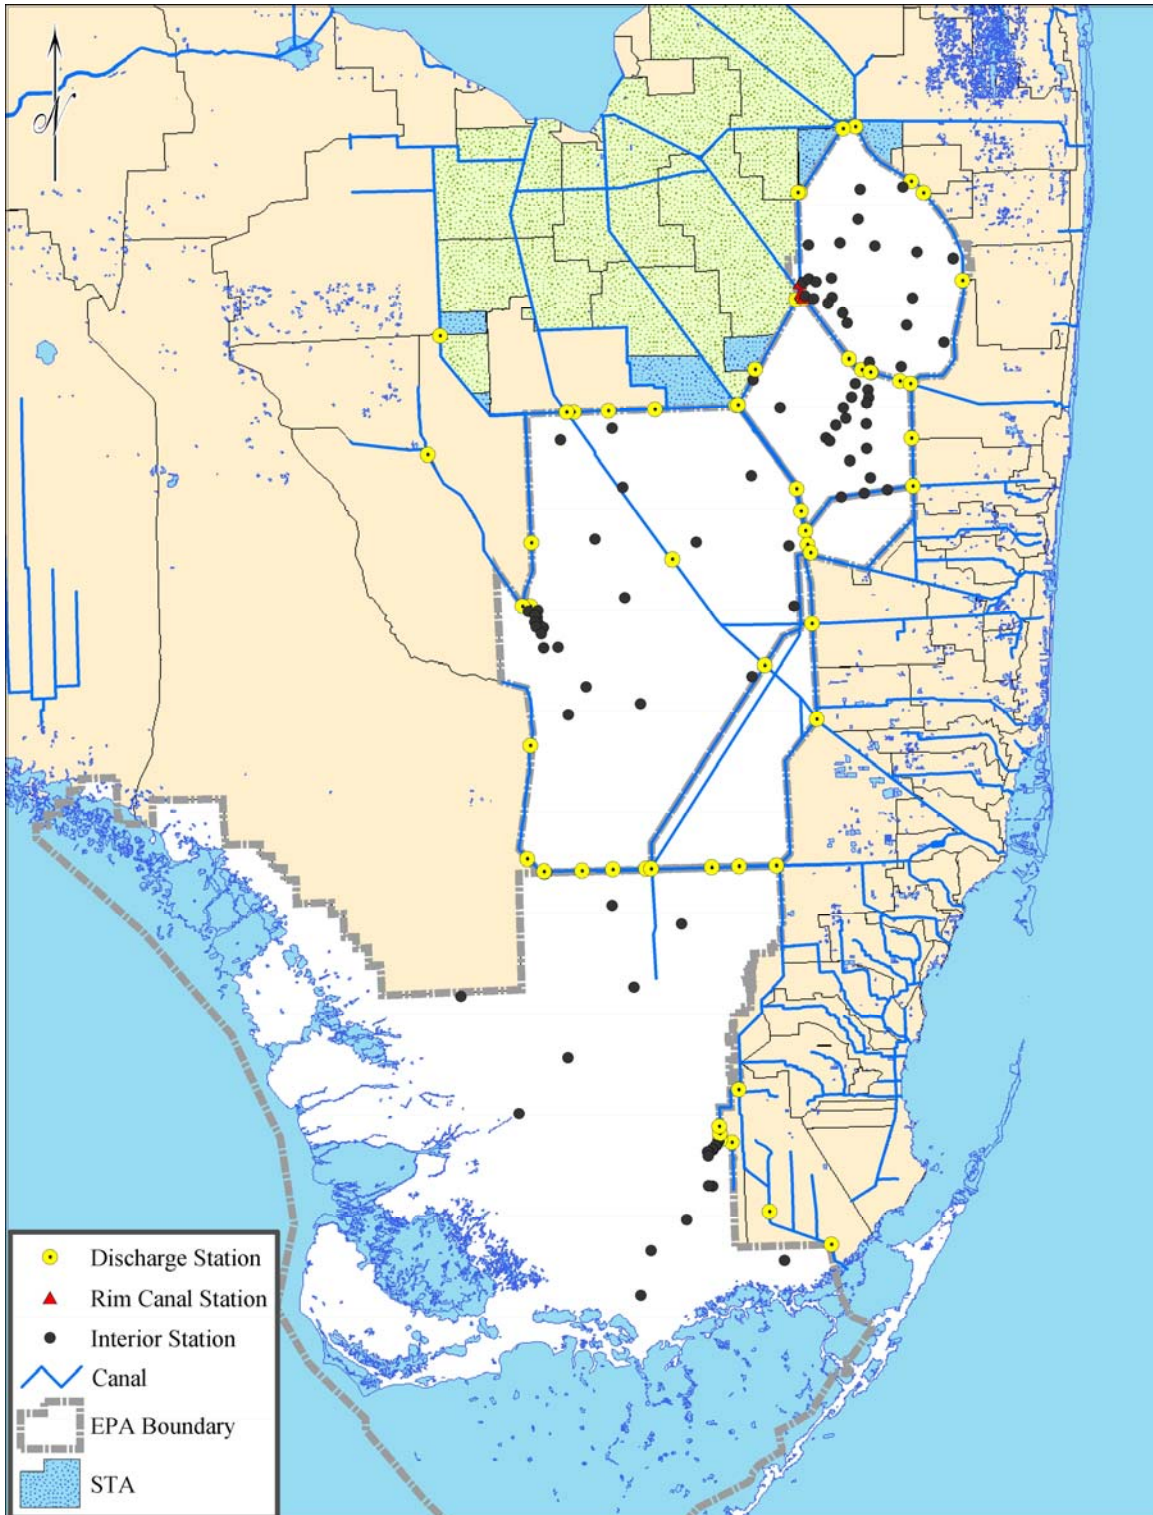 N
Discharge Station
Rim Canal Station
Interior Station
Canal
EPA Boundary
STA